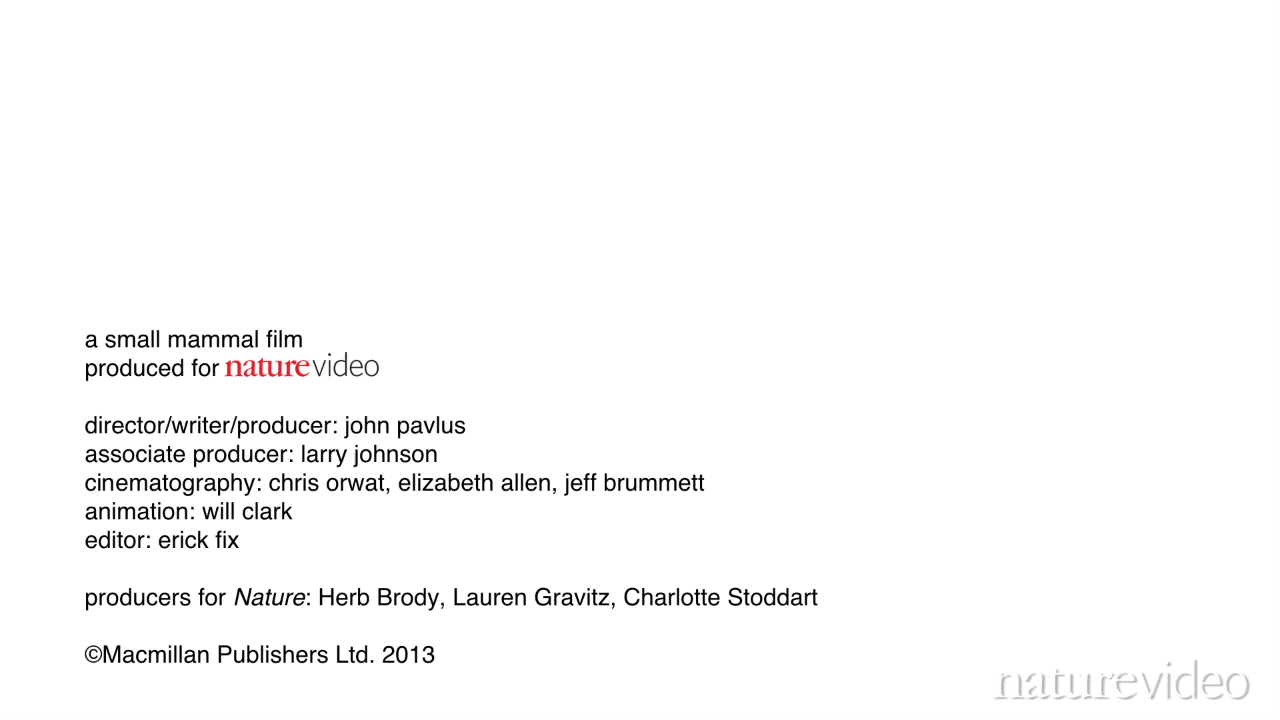 a small mammal film
produced for naturevideo
director/writer/producer: john pavlus
associate producer: larry johnson
cinematography: chris orwat, elizabeth allen, jeff brummett
animation: will clark
editor: erick fix
producers for Nature: Herb Brody, Lauren Gravitz, Charlotte Stoddart
©Macmillan Publishers Ltd. 2013
naturevideo